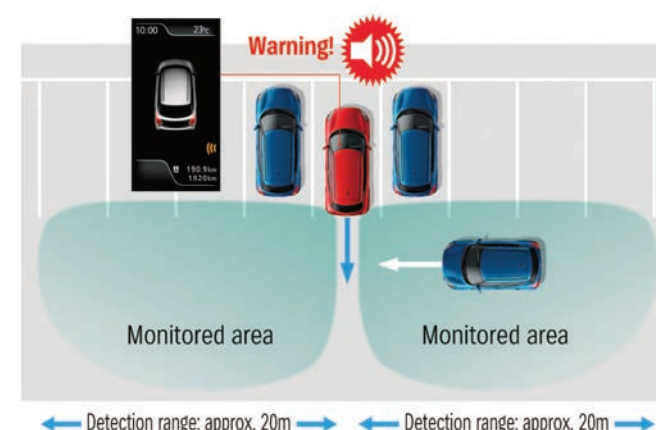 10:00 23℃
Warning!
A 190.9km
1920km
Monitored area
Monitored area
Detection range: approx. 20m
Detection range: approx. 20m